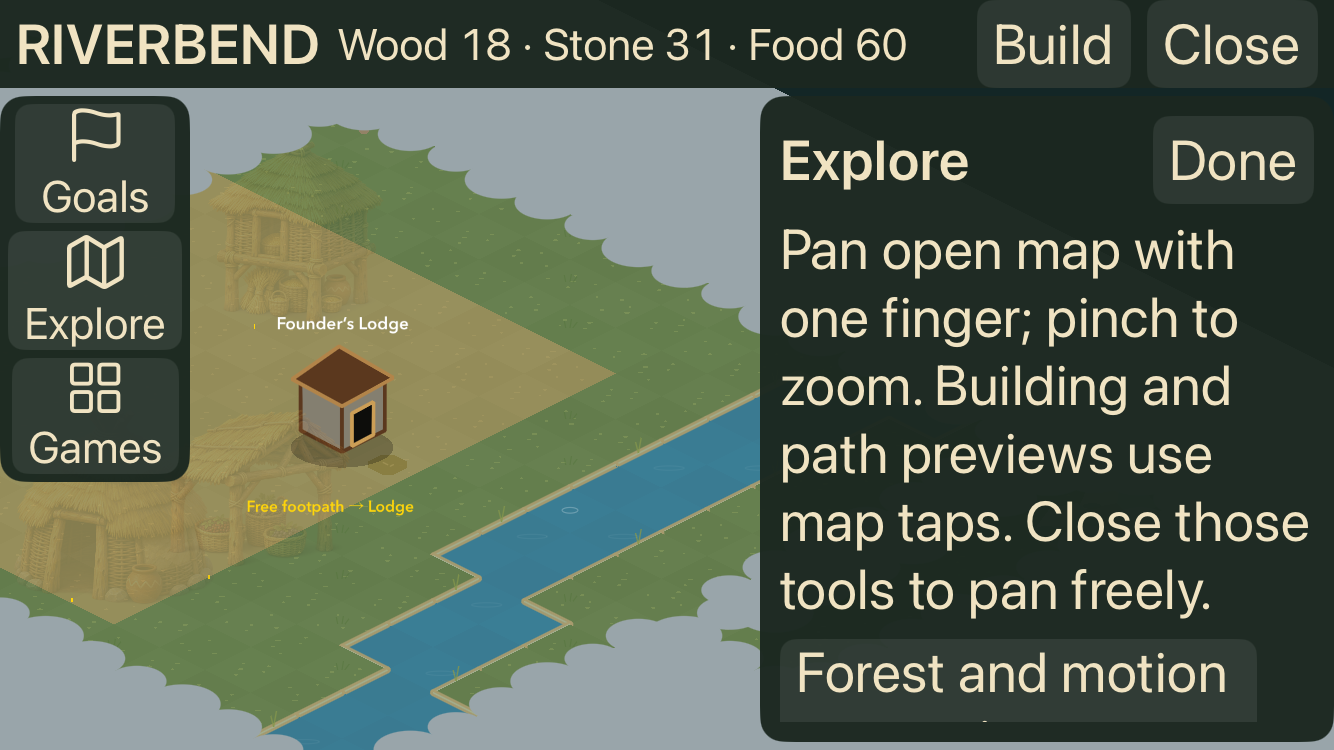 RIVERBEND Wood 18 · Stone 31 · Food 60 Build Close
Goals
Explore
Games
Founder’s Lodge
Free footpath → Lodge
Explore Done
Pan open map with
one finger; pinch to
zoom. Building and
path previews use
map taps. Close those
tools to pan freely.
Forest and motion